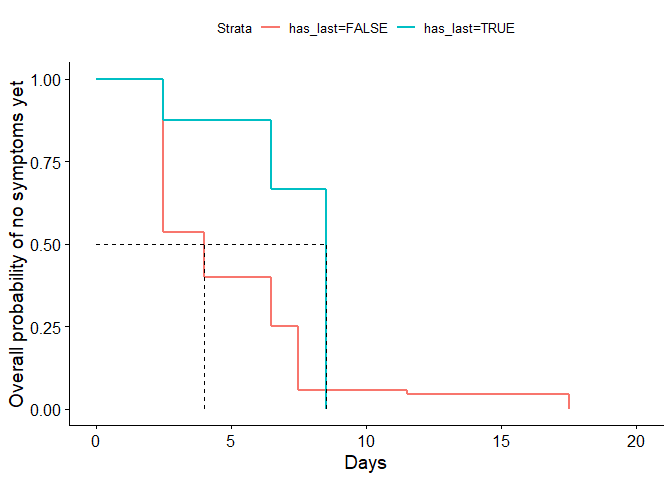 Strata has_last=FALSE has_last=TRUE
Overall probability of no symptoms yet
1.00
0.75
0.50
0.25
0.00
0 5 10 15 20
Days